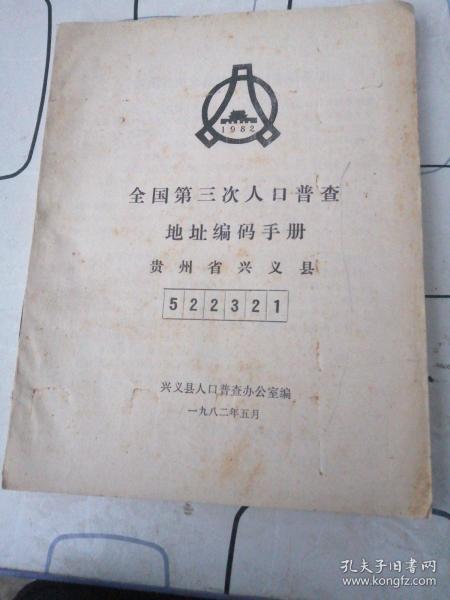 1982
全国第三次人口普查
地址编码手册
贵州省兴义县
522321
兴义县人口普查办公室编
一九八二年五月
孔夫子旧书网
www.kongfz.com